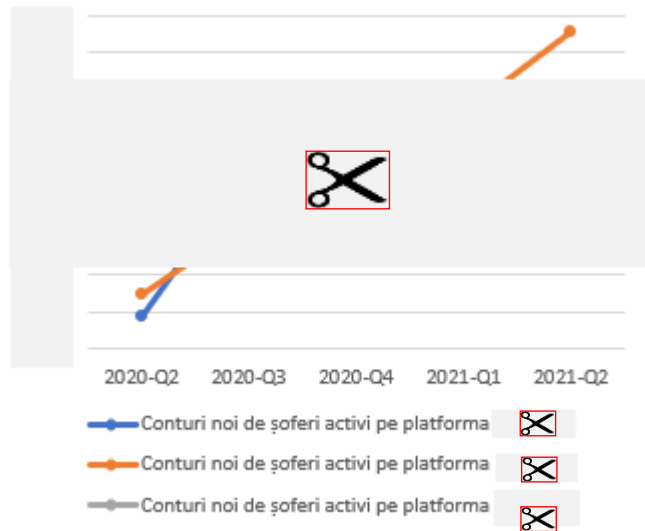 2020-Q2 2020-Q3 2020-Q4 2021-Q1 2021-Q2
Conturi noi de șoferi activi pe platforma
Conturi noi de șoferi activi pe platforma
Conturi noi de șoferi activi pe platforma